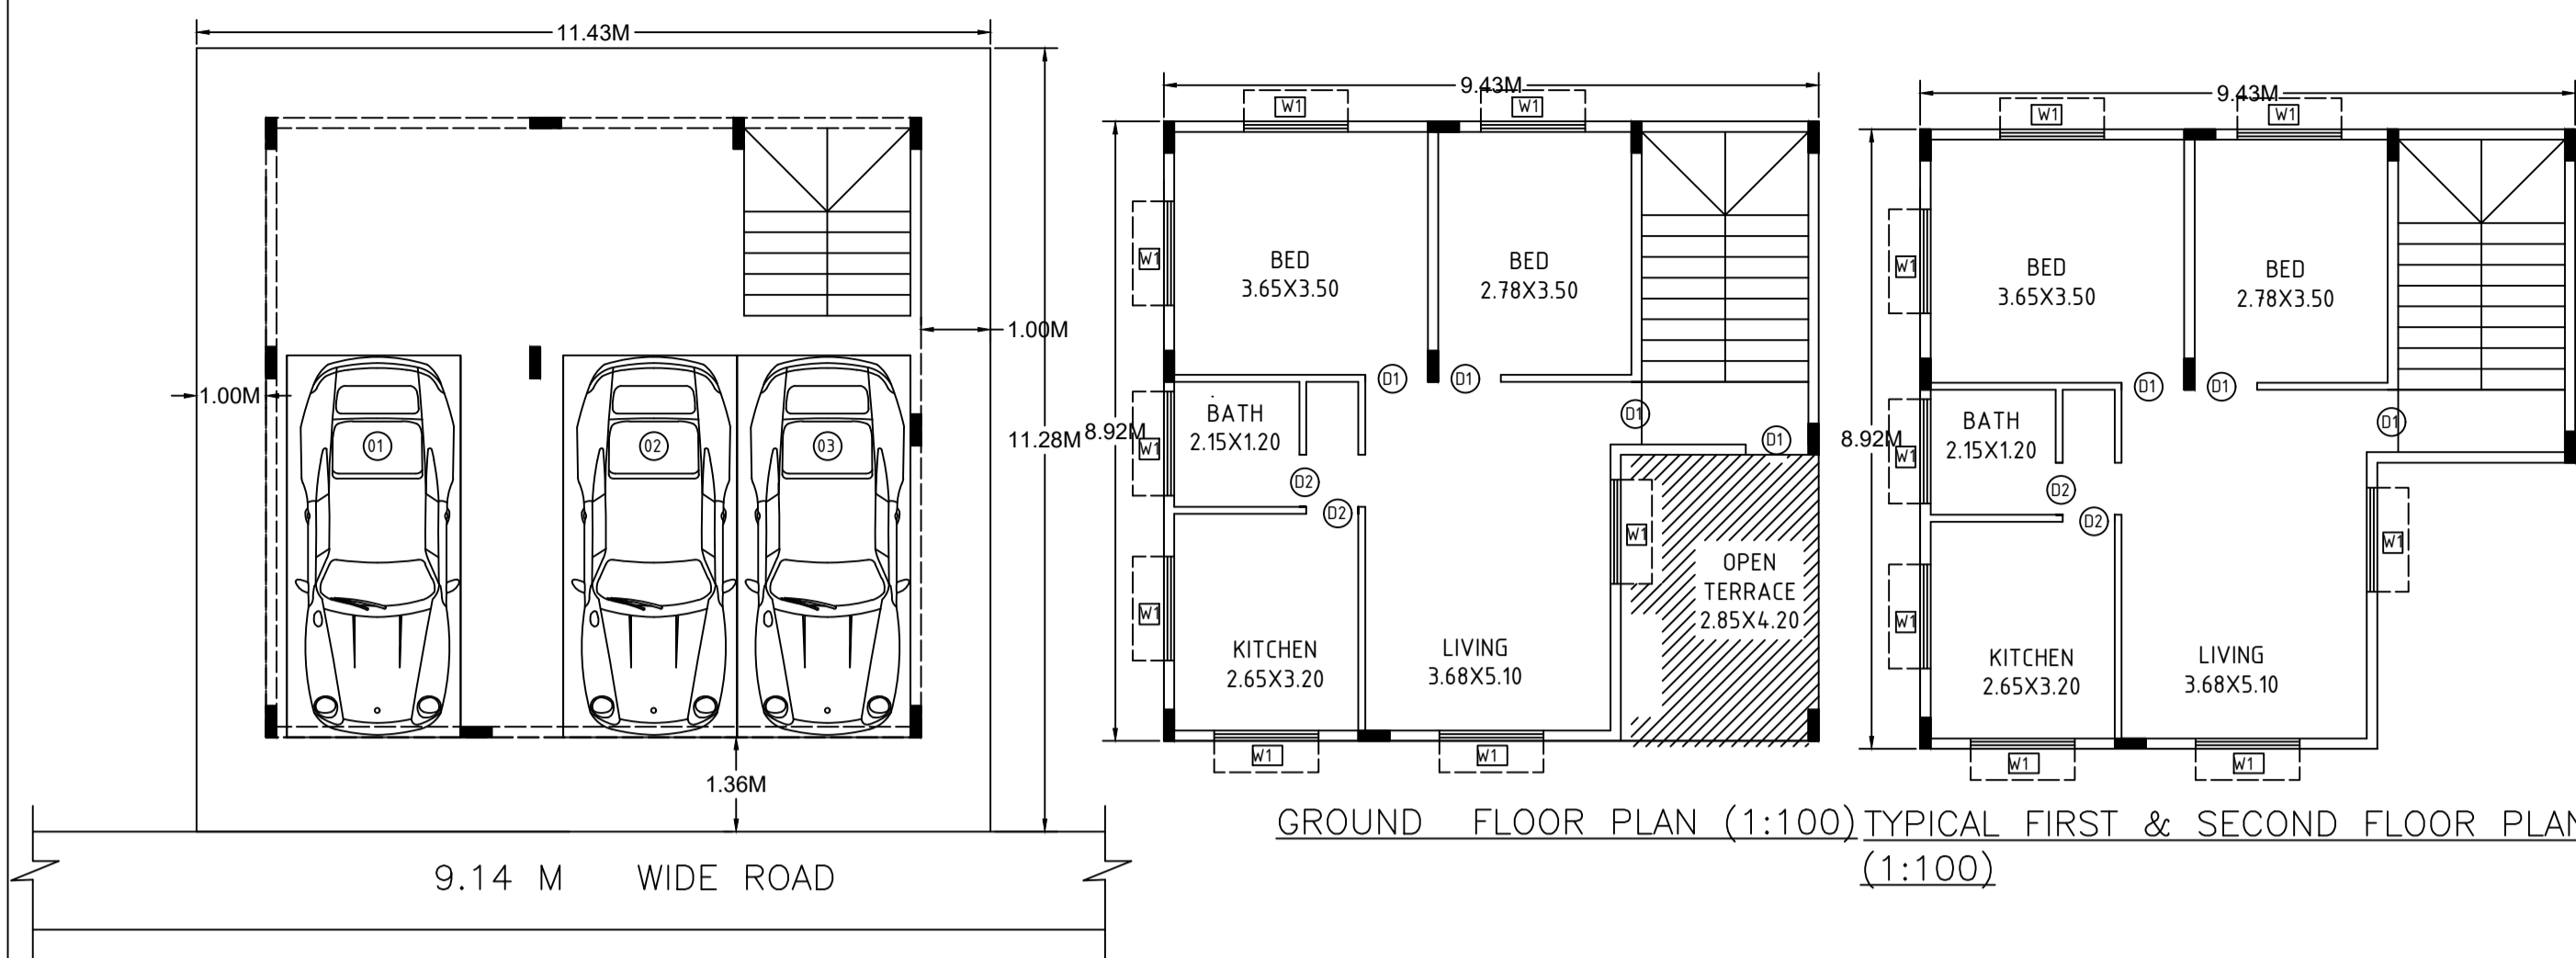 11.43M
1.00M
1.00M
11.28M
01
02
03
1.36M
9.14 M WIDE ROAD
9.43M
W1
W1
8.92M
W1
BED
3.65X3.50
BED
2.78X3.50
D1
D1
D1
D1
W1
BATH
2.15X1.20
D2
D2
W1
OPEN
TERRACE
2.85X4.20
W1
KITCHEN
2.65X3.20
LIVING
3.68X5.10
W1
W1
GROUND FLOOR PLAN (1:100)
9.43M
W1
W1
8.92M
W1
BED
3.65X3.50
BED
2.78X3.50
D1
D1
D1
W1
BATH
2.15X1.20
D2
D2
W1
W1
KITCHEN
2.65X3.20
LIVING
3.68X5.10
W1
W1
TYPICAL FIRST & SECOND FLOOR PLAN
(1:100)